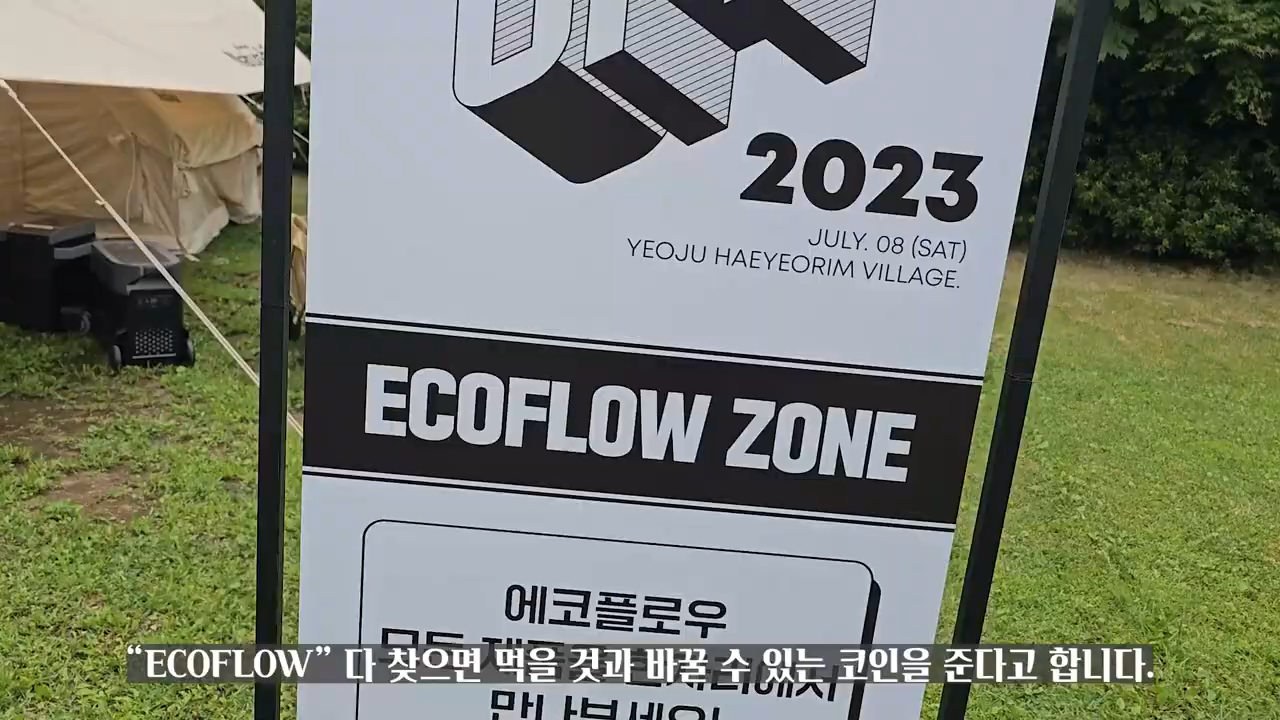 2023
JULY. 08 (SAT)
YEOJU HAEYEORIM VILLAGE.
ECOFLOW ZONE
에코플로우
“ECOFLOW” 다 찾으면 먹을 것과 바꿀 수 있는 코인을 준다고 합니다.